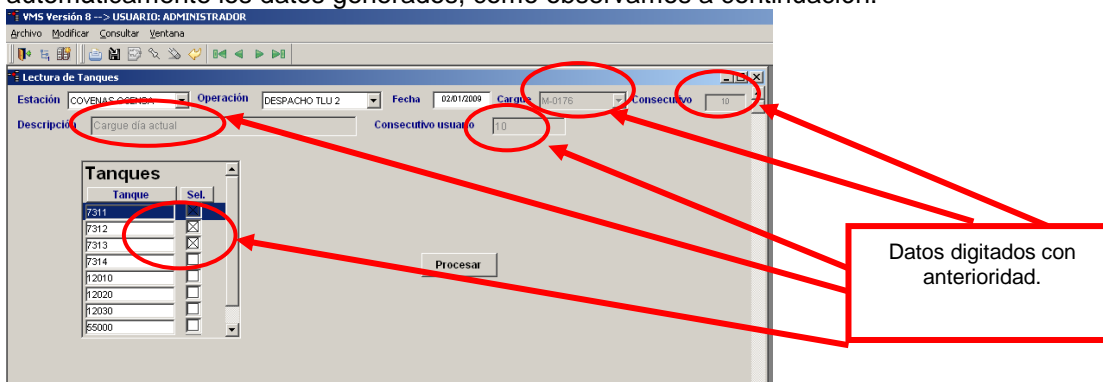 automáticamente los datos generados, como observamos a continuación:
VMS Versión 8 --> USUARIO: ADMINISTRADOR
Archivo Modificar Consultar Ventana
Lectura de Tanques
Estación COVENAS OCENSA Operación DESPACHO TLU 2 Fecha 02/01/2009 Cargue M-0176 Consecutivo 10
Descripción Cargue día actual Consecutivo usuario 10
Tanques
Tanque Sel.
7311
7312
7313
7314
12010
12020
12030
55000
Procesar
Datos digitados con
anterioridad.